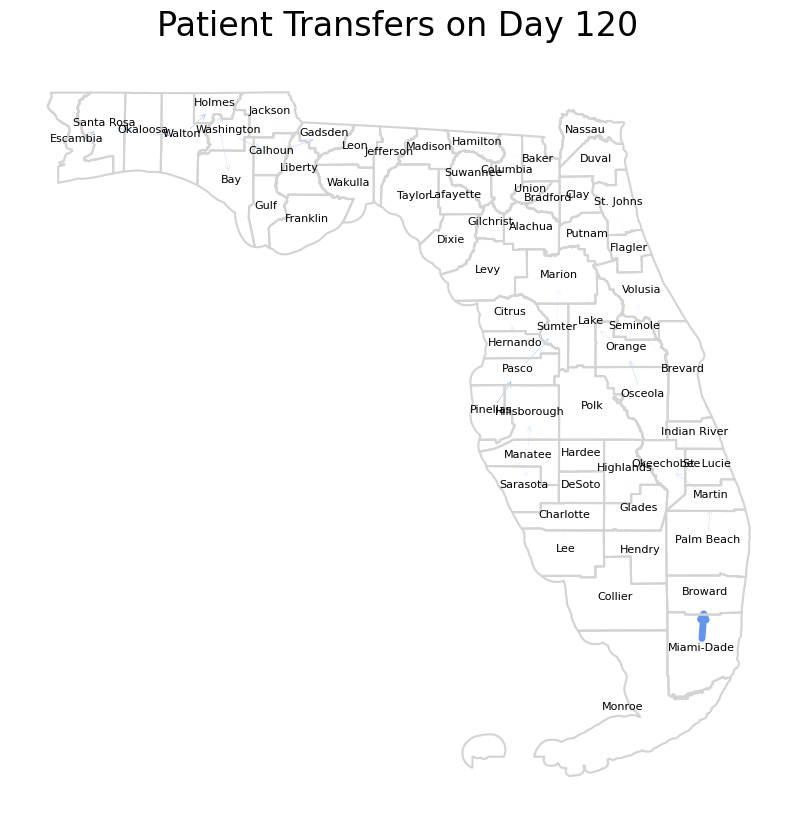 Patient Transfers on Day 120
Holmes
Jackson
Santa Rosa
Okaloosa
Walton
Washington
Escambia
Gadsden
Nassau
Calhoun
Leon
Jefferson
Madison
Hamilton
Baker
Duval
Liberty
Suwannee
Columbia
Bay
Wakulla
Taylor
Lafayette
Union
Bradford
Clay
St. Johns
Gulf
Franklin
Gilchrist
Alachua
Putnam
Dixie
Flagler
Levy
Marion
Volusia
Citrus
Sumter
Lake
Seminole
Hernando
Orange
Pasco
Brevard
Osceola
Pinellas
Hillsborough
Polk
Indian River
Manatee
Hardee
Highlands
Okeechobee
St. Lucie
Sarasota
DeSoto
Martin
Charlotte
Glades
Lee
Hendry
Palm Beach
Collier
Broward
Miami-Dade
Monroe